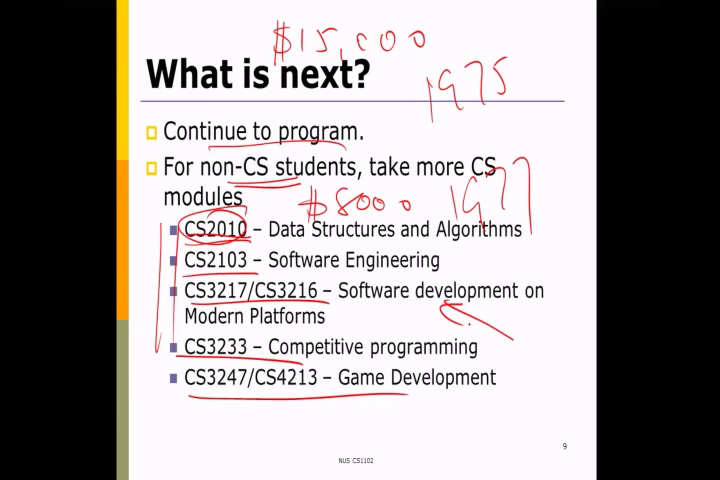 $15,000
What is next?
1975
Continue to program.
For non-CS students, take more CS
modules
$8000 1977
CS2010 – Data Structures and Algorithms
CS2103 – Software Engineering
CS3217/CS3216 – Software development on
Modern Platforms
CS3233 – Competitive programming
CS3247/CS4213 – Game Development
9
NUS CS1102